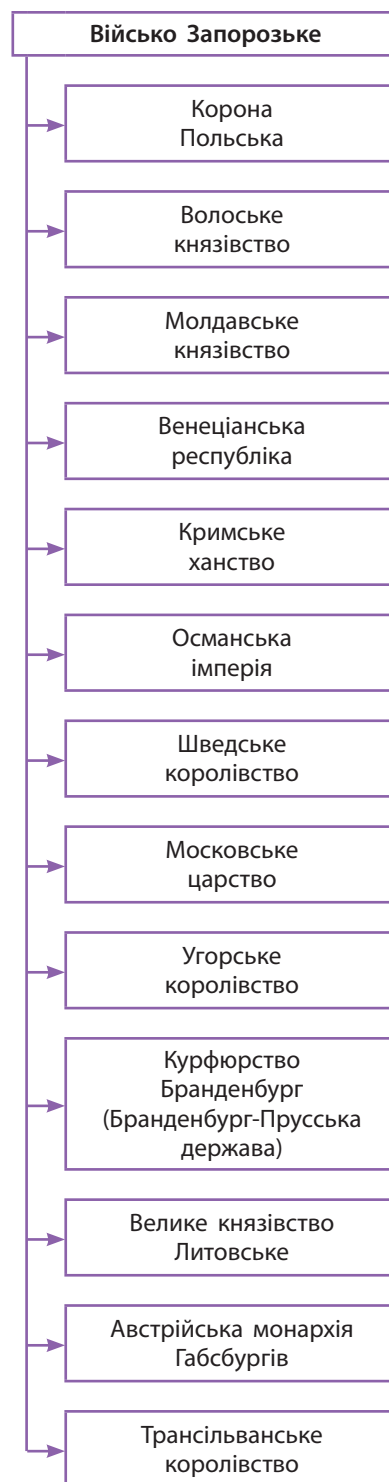 Військо Запорозьке
Корона
Польська
Волоське
князівство
Молдавське
князівство
Венеціанська
республіка
Кримське
ханство
Османська
імперія
Шведське
королівство
Московське
царство
Угорське
королівство
Курфюрство
Бранденбург
(Бранденбург-Прусська
держава)
Велике князівство
Литовське
Австрійська монархія
Габсбургів
Трансільванське
королівство